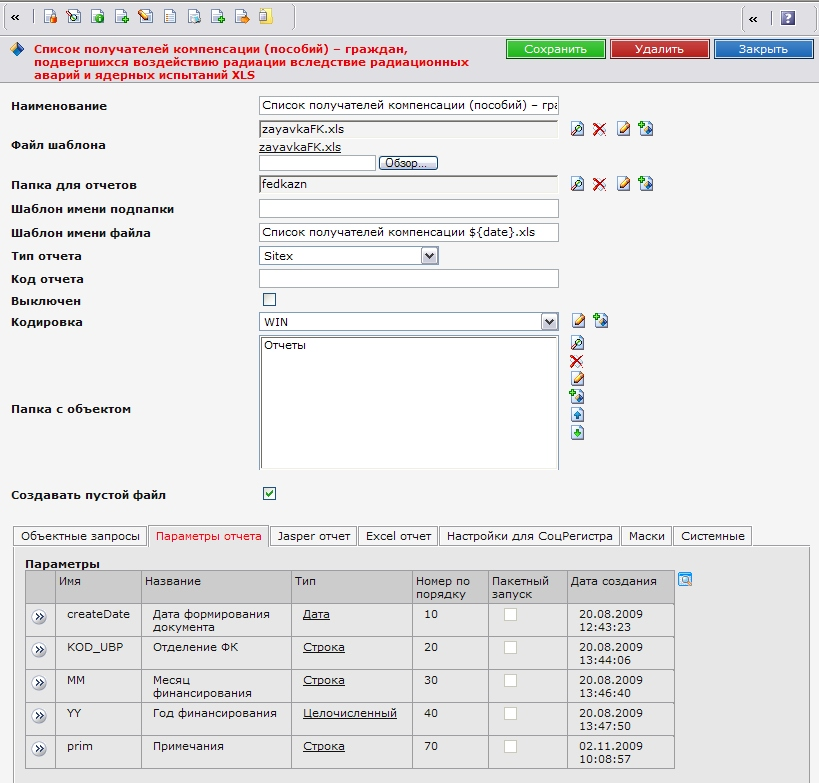 «
«
?
Список получателей компенсации (пособий) – граждан,
подвергшихся воздействию радиации вследствие радиационных
аварий и ядерных испытаний XLS
Сохранить
Удалить
Закрыть
Наименование
Список получателей компенсации (пособий) – гра
Файл шаблона
zayavkaFK.xls
zayavkaFK.xls
Обзор...
Папка для отчетов
fedkazn
Шаблон имени подпапки
Шаблон имени файла
Список получателей компенсации ${date}.xls
Тип отчета
Sitex
Код отчета
Выключен
Кодировка
WIN
Папка с объектом
Отчеты
Создавать пустой файл
Объектные запросы
Параметры отчета
Jasper отчет
Excel отчет
Настройки для СоцРегистра
Маски
Системные
Параметры
Имя
Название
Тип
Номер по
порядку
Пакетный
запуск
Дата создания
createDate
Дата формирования
документа
Дата
10
20.08.2009
12:43:23
KOD_UBP
Отделение ФК
Строка
20
20.08.2009
13:44:06
MM
Месяц
финансирования
Строка
30
20.08.2009
13:46:40
YY
Год финансирования
Целочисленный
40
20.08.2009
13:47:50
prim
Примечания
Строка
70
02.11.2009
10:08:57